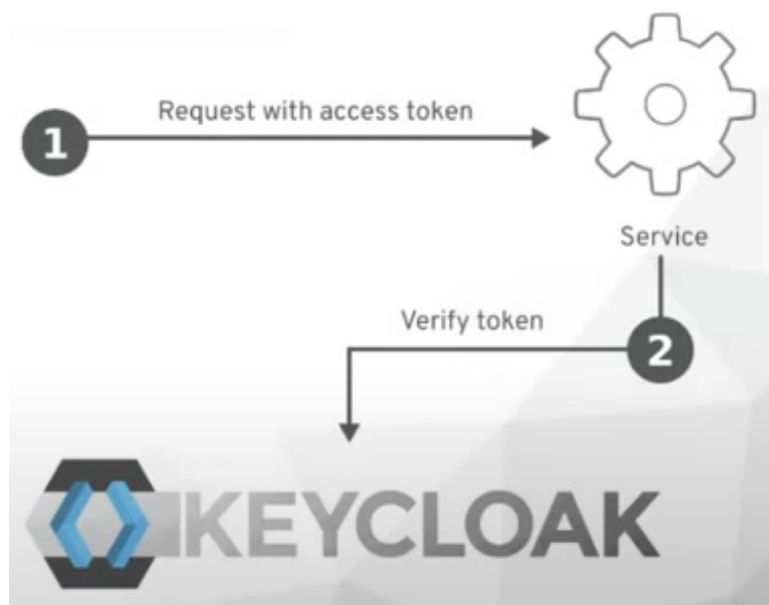 1
Request with access token
Service
Verify token
2
KEYCLOAK